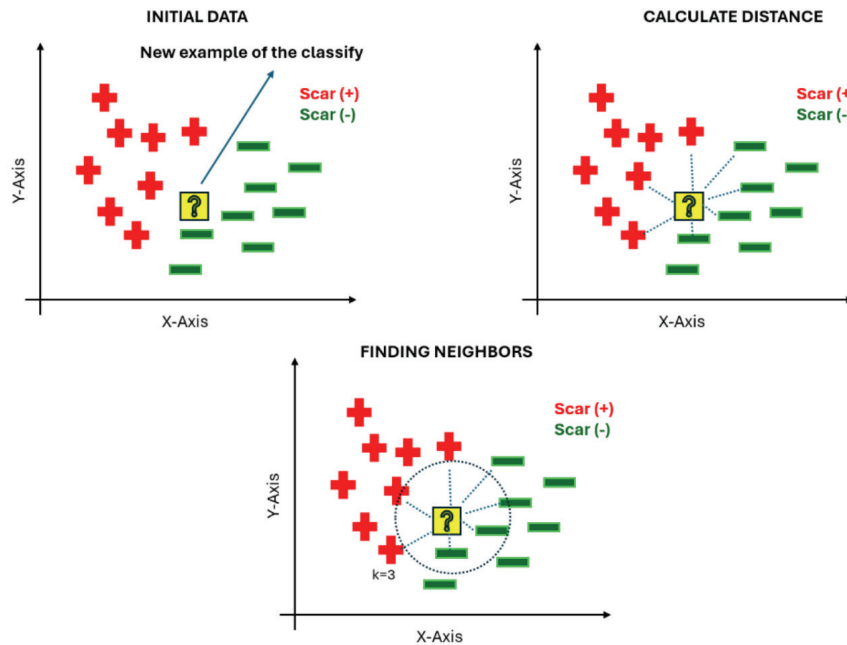 INITIAL DATA
New example of the classify
Scar (+)
Scar (-)
?
Y-Axis
X-Axis
CALCULATE DISTANCE
Scar (+
Scar (-
?
Y-Axis
X-Axis
FINDING NEIGHBORS
Scar (+)
Scar (-)
?
k=3
Y-Axis
X-Axis